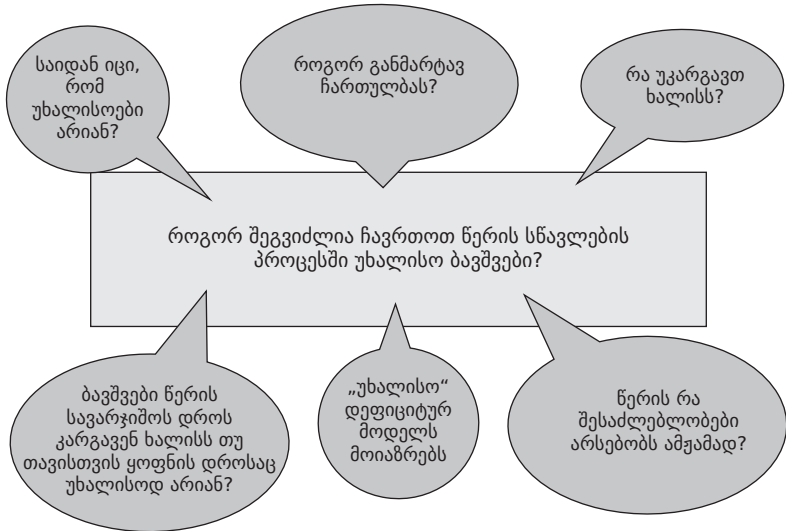 საიდან იცი,
რომ
უხალისოები
არიან?
როგორ განმარტავ
ჩართულბას?
რა უკარგავთ
ხალისს?
როგორ შეგვიძლია ჩავრთოთ წერის სწავლების
პროცესში უხალისო ბავშვები?
ბავშვები წერის
სავარჯიშოს დროს
კარგავენ ხალისს თუ
თავისთვის ყოფნის დროსაც
უხალისოდ არიან?
„უხალისო“
დეფიციტურ
მოდელს
მოიაზრებს
წერის რა
შესაძლებლობები
არსებობს ამჟამად?